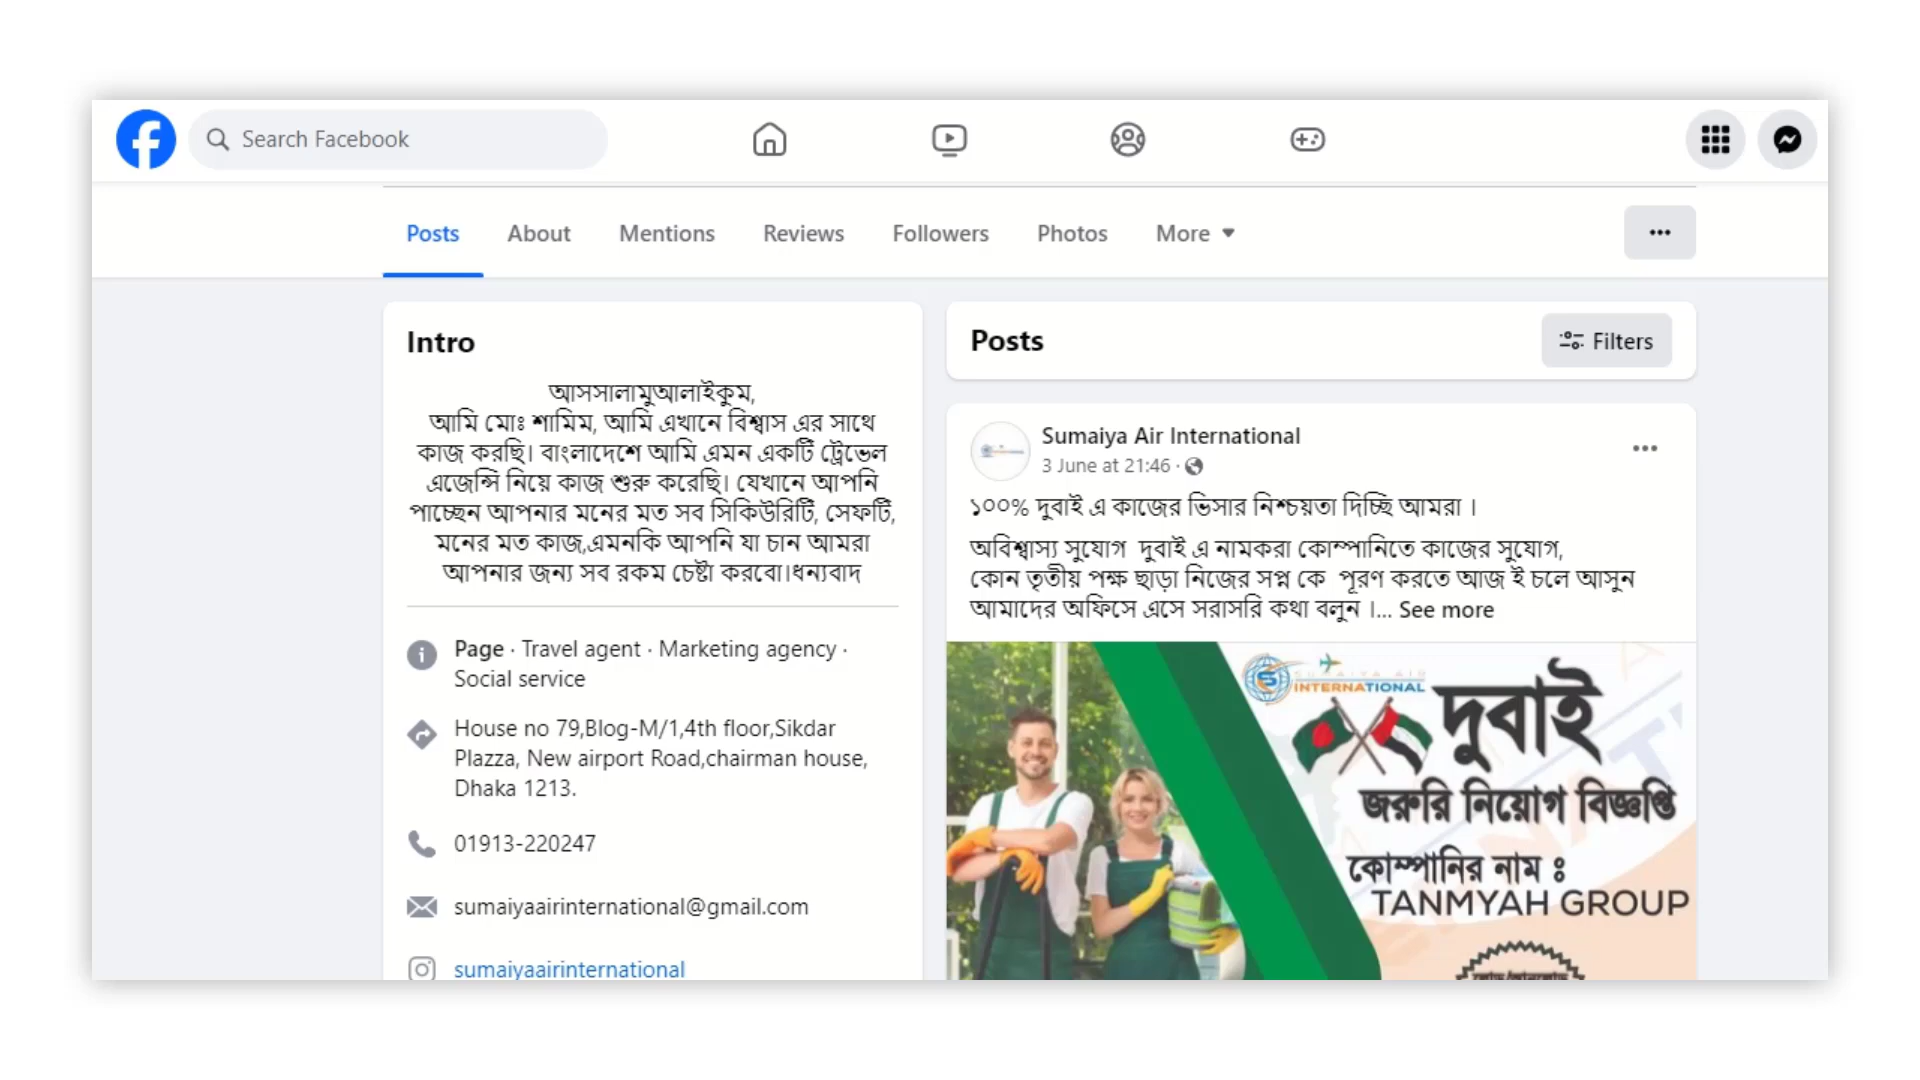 Search Facebook
Posts
About
Mentions
Reviews
Followers
Photos
More
Intro
আসসালামুআলাইকুম,
আমি মোঃ শামিম, আমি এখানে বিশ্বাস এর সাথে
কাজ করছি। বাংলাদেশে আমি এমন একটি ট্রেভেল
এজেন্সি নিয়ে কাজ শুরু করেছি। যেখানে আপনি
পাচ্ছেন আপনার মনের মত সব সিকিউরিটি, সেফটি,
মনের মত কাজ,এমনকি আপনি যা চান আমরা
আপনার জন্য সব রকম চেষ্টা করবো।ধন্যবাদ
Page · Travel agent · Marketing agency ·
Social service
House no 79,Blog-M/1,4th floor,Sikdar
Plazza, New airport Road,chairman house,
Dhaka 1213.
01913-220247
sumaiyaairinternational@gmail.com
sumaiyaairinternational
Posts
Filters
Sumaiya Air International
3 June at 21:46 ·
১০০% দুবাই এ কাজের ভিসার নিশ্চয়তা দিচ্ছি আমরা ।
অবিশ্বাস্য সুযোগ দুবাই এ নামকরা কোম্পানিতে কাজের সুযোগ,
কোন তৃতীয় পক্ষ ছাড়া নিজের সপ্ন কে পূরণ করতে আজ ই চলে আসুন
আমাদের অফিসে এসে সরাসরি কথা বলুন ।... See more
SUMAIYA AIR
INTERNATIONAL
দুবাই
জরুরি নিয়োগ বিজ্ঞপ্তি
কোম্পানির নাম ঃ
TANMYAH GROUP